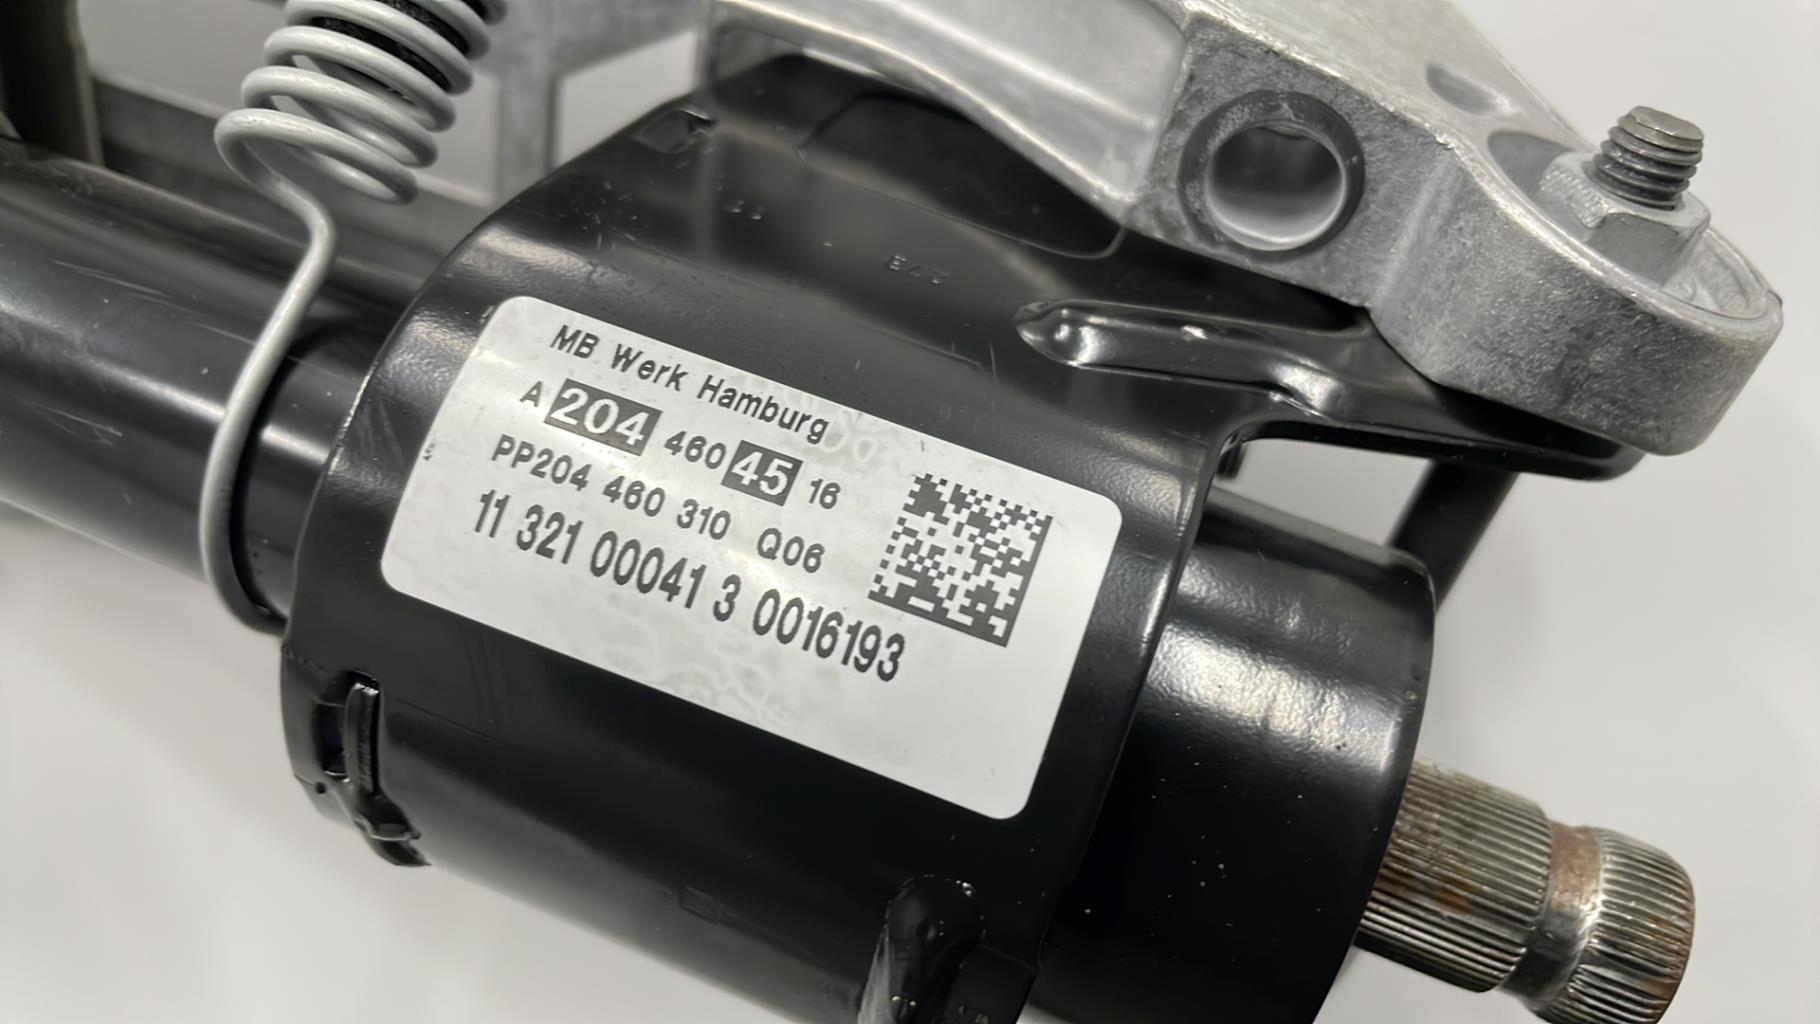 MB Werk Hamburg
A 204 460 45 16
PP204 460 310 Q06
11 321 00041 3 0016193